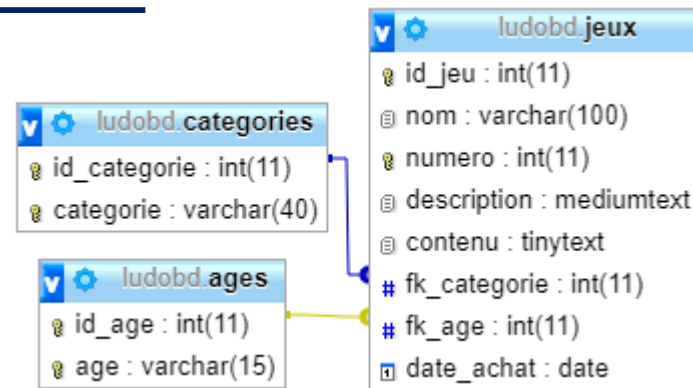 ludobd.jeux
id_jeu : int(11)
nom : varchar(100)
numero : int(11)
description : mediumtext
contenu : tinytext
fk_categorie : int(11)
fk_age : int(11)
date_achat : date
ludobd.categories
id_categorie : int(11)
categorie : varchar(40)
ludobd.ages
id_age : int(11)
age : varchar(15)